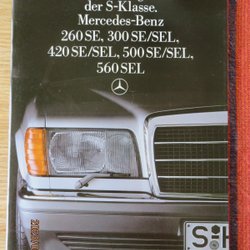 der S-Klasse.
Mercedes-Benz
260 SE, 300 SE/SEL,
420 SE/SEL, 500 SE/SEL,
560 SEL